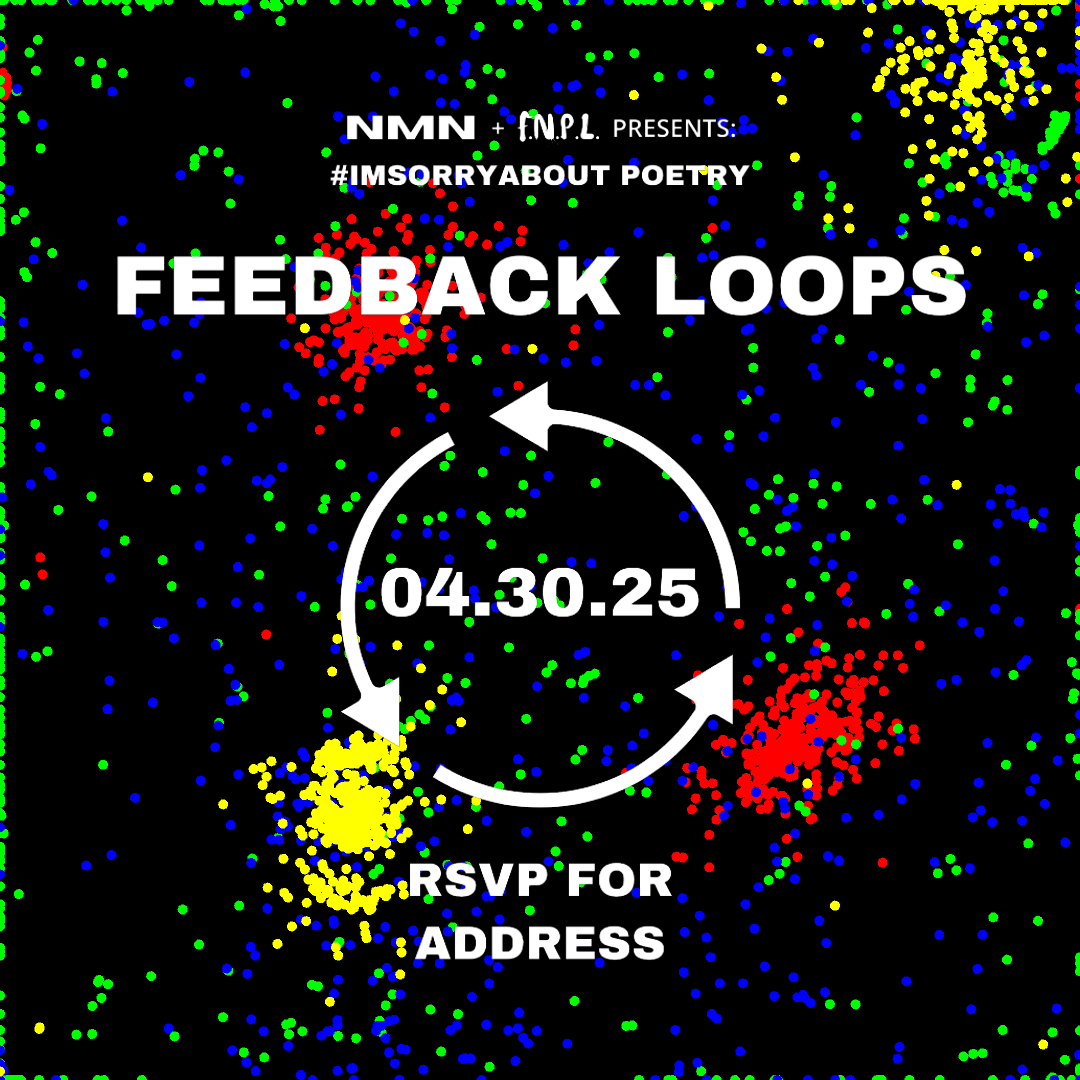 NMN + F.N.P.L. PRESENTS:
#IMSORRYABOUT POETRY
FEEDBACK LOOPS
04.30.25
RSVP FOR
ADDRESS